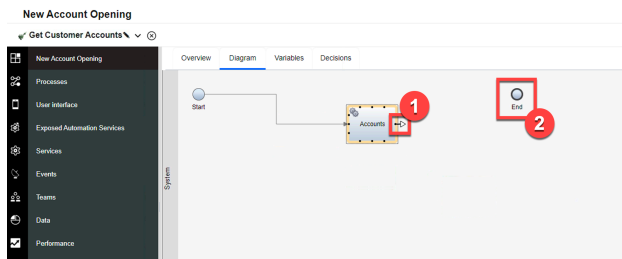 New Account Opening
Get Customer Accounts
New Account Opening
Processes
User interface
Exposed Automation Services
Services
Events
Teams
Data
Performance
Overview Diagram Variables Decisions
System
Start
Accounts
1
End
2